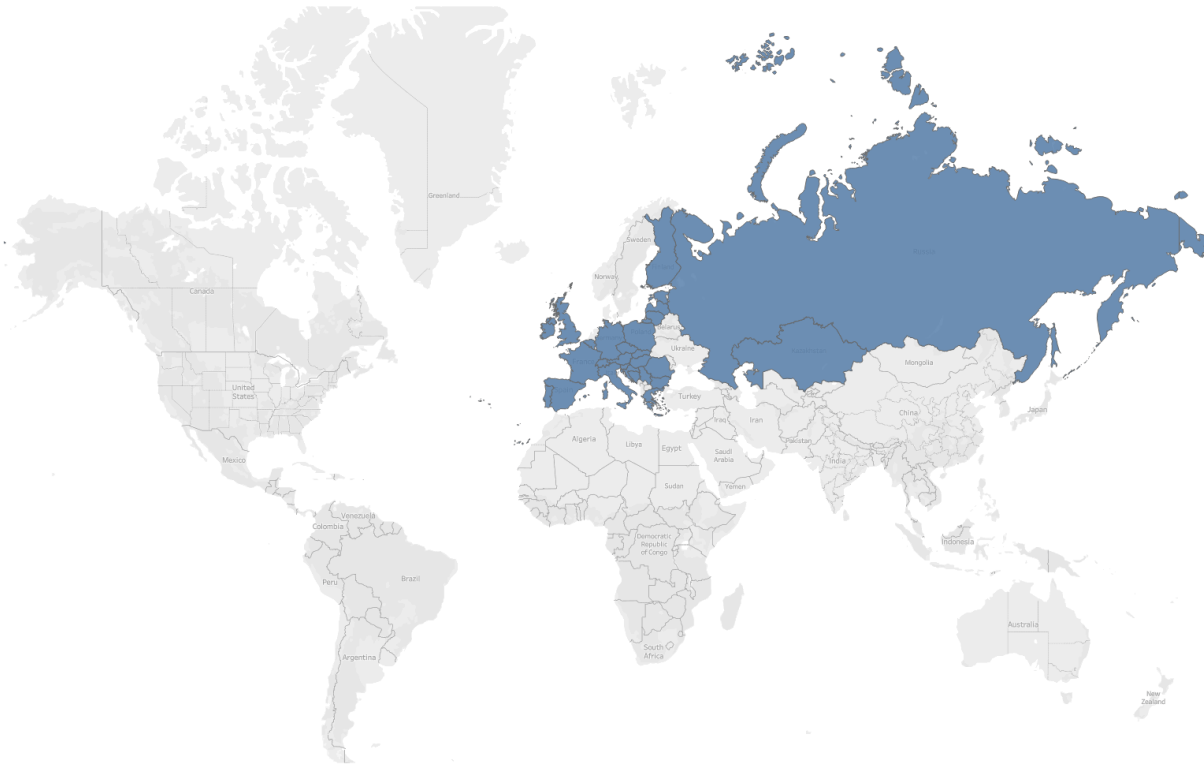 Greenland
Sweden
Norway
Canada
Belarus
Ukraine
Mongolia
United
States
Turkey
Japan
China
Iraq
Iran
Algeria
Libya
Egypt
Pakistan
Saudi
Arabia
India
México
Sudan
Yemen
Venezuela
Colombia
Democratic
Republic
of Congo
Indonesia
Peru
Brazil
Australia
South
Africa
Argentina
New
Zealand